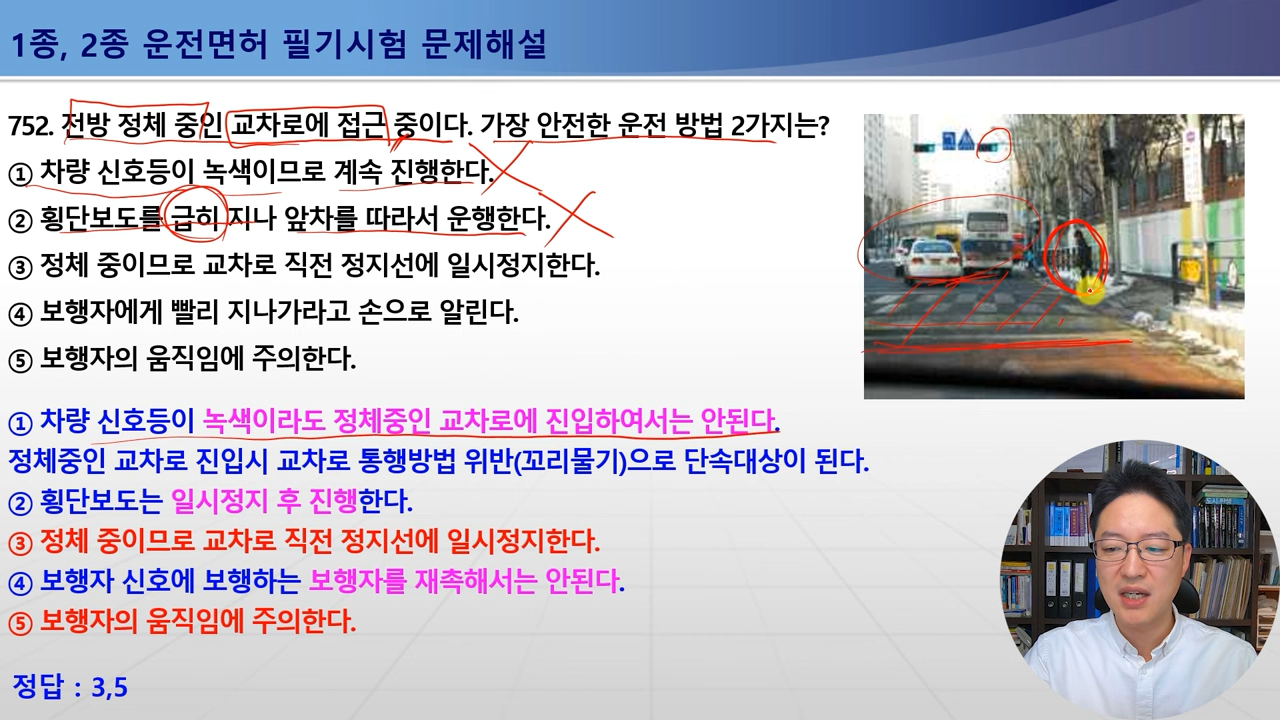 1종, 2종 운전면허 필기시험 문제해설
752. 전방 정체 중인 교차로에 접근 중이다. 가장 안전한 운전 방법 2가지는?
① 차량 신호등이 녹색이므로 계속 진행한다.
② 횡단보도를 급히 지나 앞차를 따라서 운행한다.
③ 정체 중이므로 교차로 직전 정지선에 일시정지한다.
④ 보행자에게 빨리 지나가라고 손으로 알린다.
⑤ 보행자의 움직임에 주의한다.
① 차량 신호등이 녹색이라도 정체중인 교차로에 진입하여서는 안된다.
정체중인 교차로 진입시 교차로 통행방법 위반(꼬리물기)으로 단속대상이 된다.
② 횡단보도는 일시정지 후 진행한다.
③ 정체 중이므로 교차로 직전 정지선에 일시정지한다.
④ 보행자 신호에 보행하는 보행자를 재촉해서는 안된다.
⑤ 보행자의 움직임에 주의한다.
정답 : 3,5